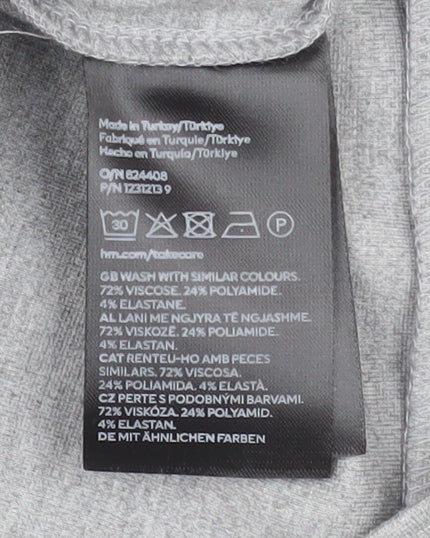 Made in Turkey/Türkiye
Fabriqué en Turquie/Türkiye
Hecho en Turquía/Türkiye
O/N 824408
P/N 1231213 9
30 P
hm.com/takecare
GB WASH WITH SIMILAR COLOURS.
72% VISCOSE. 24% POLYAMIDE.
4% ELASTANE.
AL LANI ME NGJYRA TË NGJASHME.
72% VISKOZË. 24% POLYAMID.
4% ELASTAN.
CAT RENTEU-HO AMB PECES
SIMILARS. 72% VISCOSA.
24% POLIAMIDA. 4% ELASTÀ.
CZ PERTE S PODOBNÝMI BARVAMI.
72% VISKÓZA. 24% POLYAMID.
4% ELASTAN.
DE MIT ÄHNLICHEN FARBEN